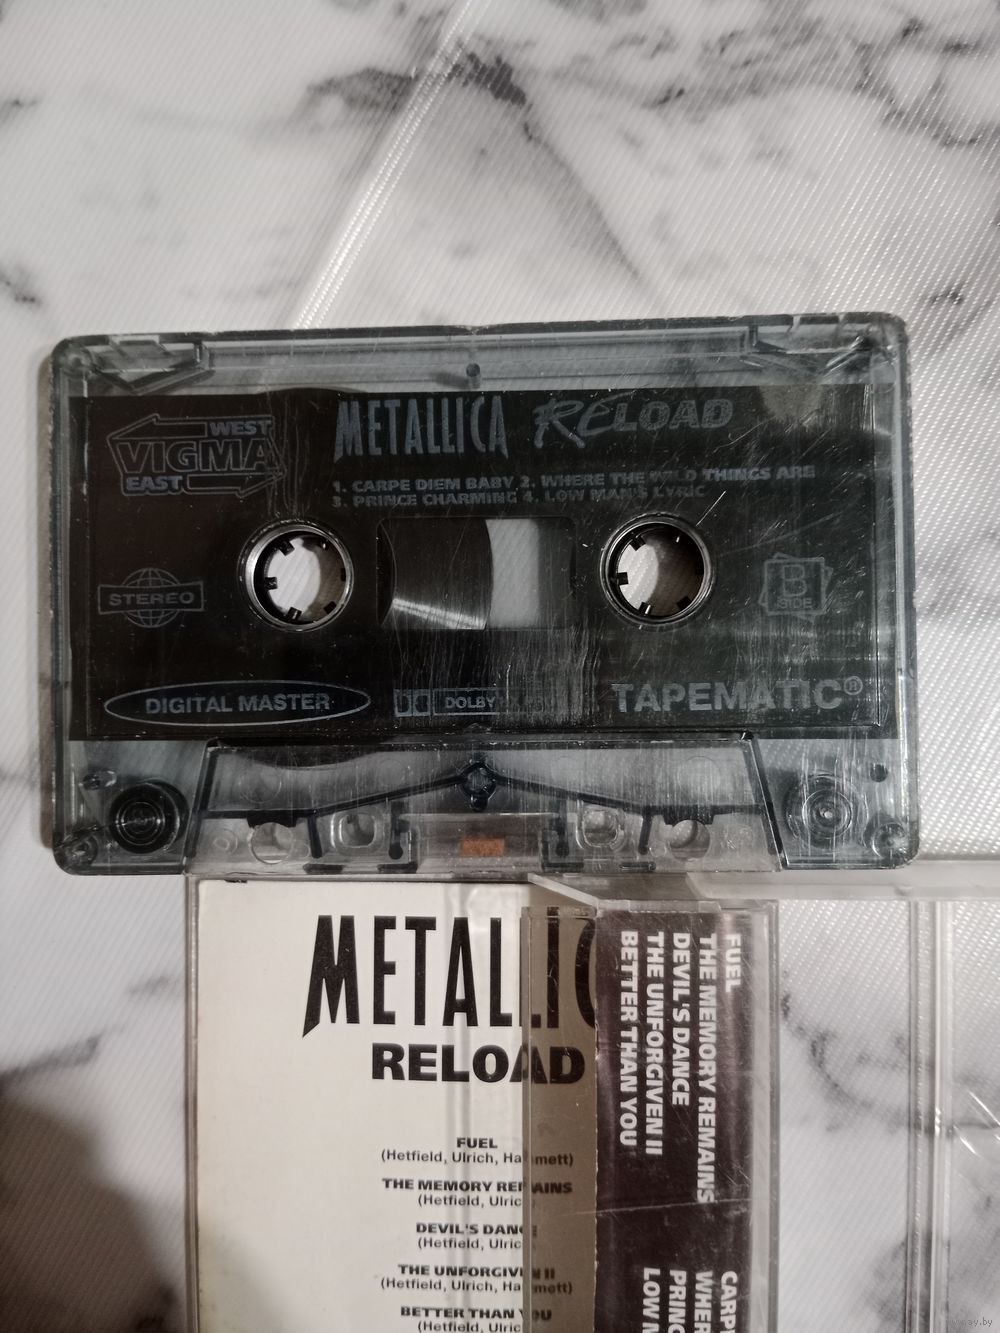 METALLICA RELOAD
WEST
VIGMA
EAST
1. CARPE DIEM BABY 2. WHERE THE WILD THINGS ARE
3. PRINCE CHARMING 4. LOW MAN'S LYRIC
STEREO
B
SIDE
DIGITAL MASTER
DOLBY
TAPEMATIC®
METALLIC
RELOAD
FUEL
(Hetfield, Ulrich, Hammett)
THE MEMORY REMAINS
(Hetfield, Ulric
DEVIL'S DANCE
(Hetfield, Ulric
THE UNFORGIVEN II
(Hetfield, Ulrich, Hammett)
BETTER THAN YOU
(Hetfield, Ulric
FUEL
THE MEMORY REMAINS
DEVIL'S DANCE
THE UNFORGIVEN II
BETTER THAN YOU
CARP
WHER
PRINC
LOW M